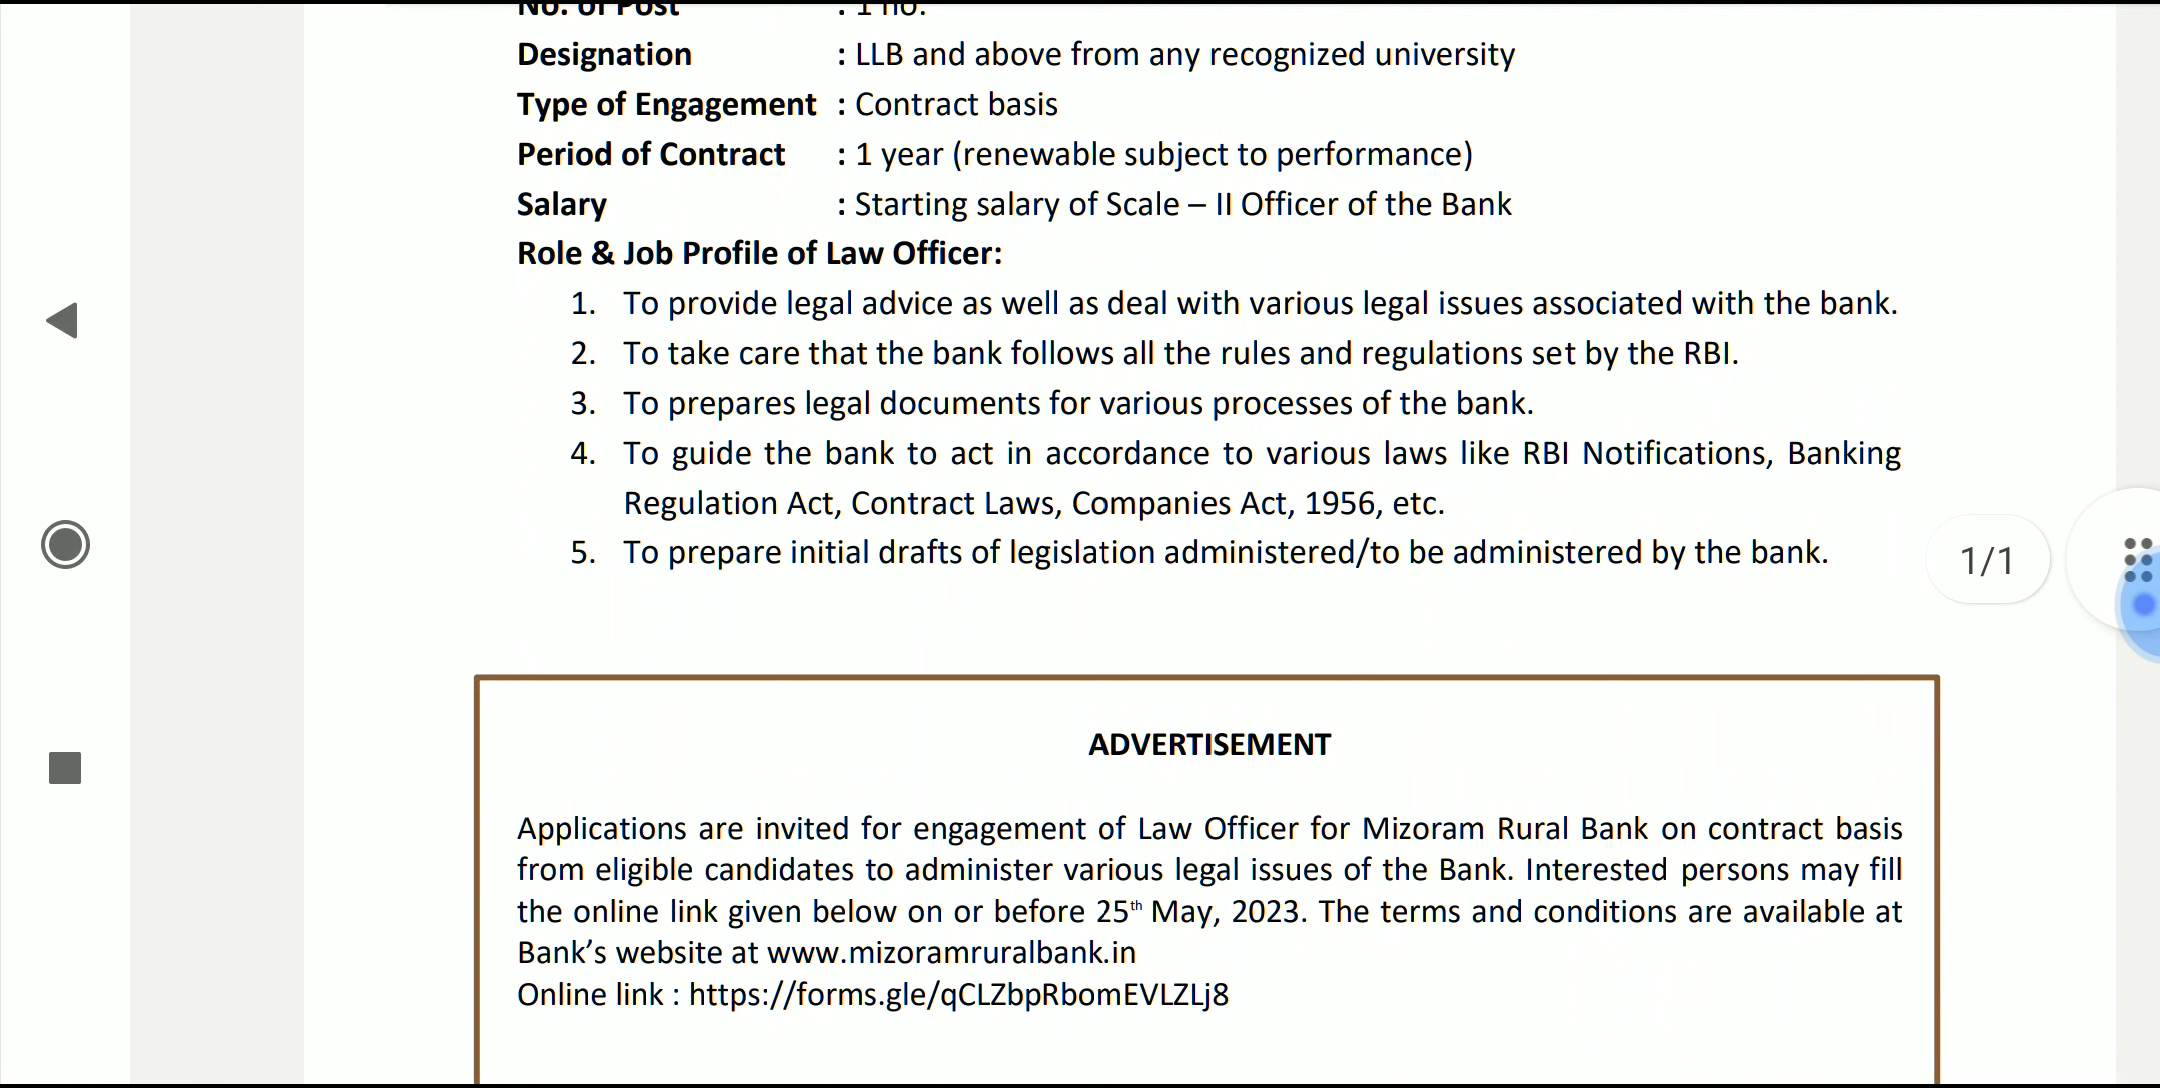 No. of Post : 1 no.
Designation : LLB and above from any recognized university
Type of Engagement : Contract basis
Period of Contract : 1 year (renewable subject to performance)
Salary : Starting salary of Scale – II Officer of the Bank
Role & Job Profile of Law Officer:
1. To provide legal advice as well as deal with various legal issues associated with the bank.
2. To take care that the bank follows all the rules and regulations set by the RBI.
3. To prepares legal documents for various processes of the bank.
4. To guide the bank to act in accordance to various laws like RBI Notifications, Banking
Regulation Act, Contract Laws, Companies Act, 1956, etc.
5. To prepare initial drafts of legislation administered/to be administered by the bank.
1/1
ADVERTISEMENT
Applications are invited for engagement of Law Officer for Mizoram Rural Bank on contract basis
from eligible candidates to administer various legal issues of the Bank. Interested persons may fill
the online link given below on or before 25th May, 2023. The terms and conditions are available at
Bank's website at www.mizoramruralbank.in
Online link : https://forms.gle/qCLZbpRbomEVLZLj8